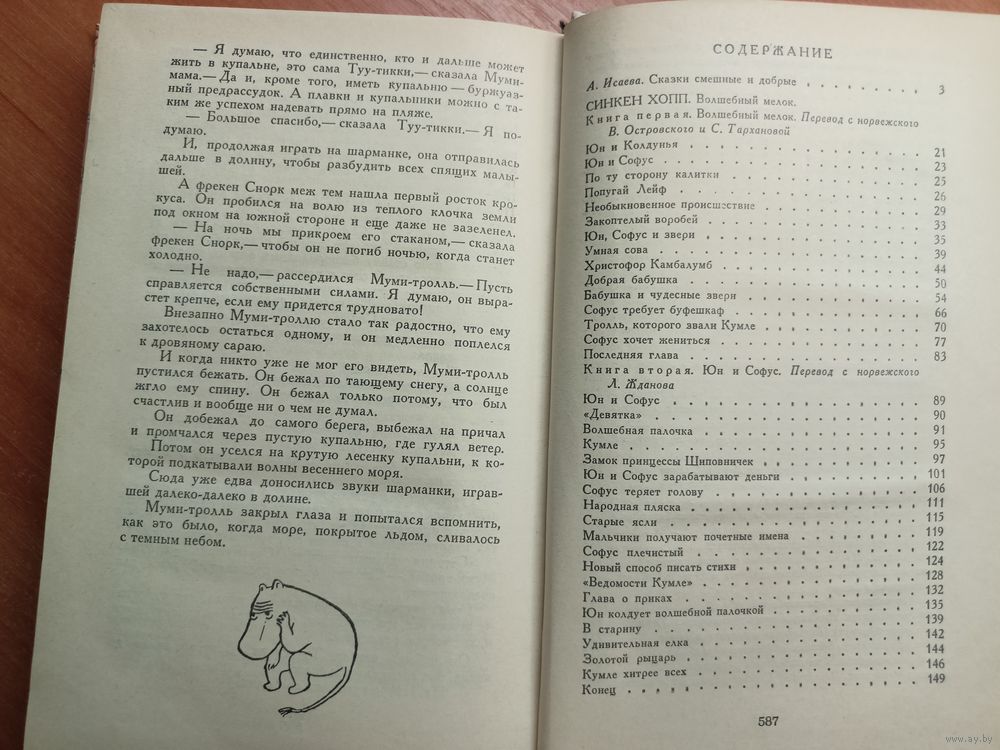 — Я думаю, что единственно, кто и дальше может
жить в купальне, это сама Туу-тикки,— сказала Муми-
мама.— Да и, кроме того, иметь купальню — буржуаз-
ный предрассудок. А плавки и купальники можно с та-
ким же успехом надевать прямо на пляже.
— Большое спасибо,— сказала Туу-тикки.— Я по-
думаю.
И, продолжая играть на шарманке, она отправилась
дальше в долину, чтобы разбудить всех спящих малы-
шей.
А фрекен Снорк меж тем нашла первый росток кро-
куса. Он пробился на волю из теплого клочка земли
под окном на южной стороне и еще даже не зазеленел.
— На ночь мы прикроем его стаканом,— сказала
фрекен Снорк,— чтобы он не погиб ночью, когда станет
холодно.
— Не надо,— рассердился Муми-тролль.— Пусть
справляется собственными силами. Я думаю, он выра-
стет крепче, если ему придется трудновато!
Внезапно Муми-троллю стало так радостно, что ему
захотелось остаться одному, и он медленно поплелся
к дровяному сараю.
И когда никто уже не мог его видеть, Муми-тролль
пустился бежать. Он бежал по тающему снегу, а солнце
жгло ему спину. Он бежал только потому, что был
счастлив и вообще ни о чем не думал.
Он добежал до самого берега, выбежал на причал
и промчался через пустую купальню, где гулял ветер.
Потом он уселся на крутую лесенку купальни, к ко-
торой подкатывали волны весеннего моря.
Сюда уже едва доносились звуки шарманки, играв-
шей далеко-далеко в долине.
Муми-тролль закрыл глаза и попытался вспомнить,
как это было, когда море, покрытое льдом, сливалось
с темным небом.
СОДЕРЖАНИЕ
А. Исаева. Сказки смешные и добрые . . . . . . . . 3
СИНКЕН ХОПП. Волшебный мелок.
Книга первая. Волшебный мелок. Перевод с норвежского
В. Островского и С. Тархановой
Юн и Колдунья . . . . . . . . 21
Юн и Софус . . . . . . . . 23
По ту сторону калитки . . . . . . . . 25
Попугай Лейф . . . . . . . . 26
Необыкновенное происшествие . . . . . . . . 29
Закоптелый воробей . . . . . . . . 33
Юн, Софус и звери . . . . . . . . 35
Умная сова . . . . . . . . 39
Христофор Камбалумб . . . . . . . . 44
Добрая бабушка . . . . . . . . 50
Бабушка и чудесные звери . . . . . . . . 54
Софус требует буфешкаф . . . . . . . . 66
Тролль, которого звали Кумле . . . . . . . . 70
Софус хочет жениться . . . . . . . . 77
Последняя глава . . . . . . . . 83
Книга вторая. Юн и Софус. Перевод с норвежского
Л. Жданова
Юн и Софус . . . . . . . . 89
«Девятка» . . . . . . . . 90
Волшебная палочка . . . . . . . . 91
Кумле . . . . . . . . 95
Замок принцессы Шиповничек . . . . . . . . 97
Юн и Софус зарабатывают деньги . . . . . . . . 101
Софус теряет голову . . . . . . . . 106
Народная пляска . . . . . . . . 111
Старые ясли . . . . . . . . 115
Мальчики получают почетные имена . . . . . . . . 119
Софус плечистый . . . . . . . . 122
Новый способ писать стихи . . . . . . . . 124
«Ведомости Кумле» . . . . . . . . 128
Глава о приках . . . . . . . . 132
Юн колдует волшебной палочкой . . . . . . . . 135
В старину . . . . . . . . 139
Удивительная елка . . . . . . . . 142
Золотой рыцарь . . . . . . . . 144
Кумле хитрее всех . . . . . . . . 146
Конец . . . . . . . . 149
587
www.ay.by